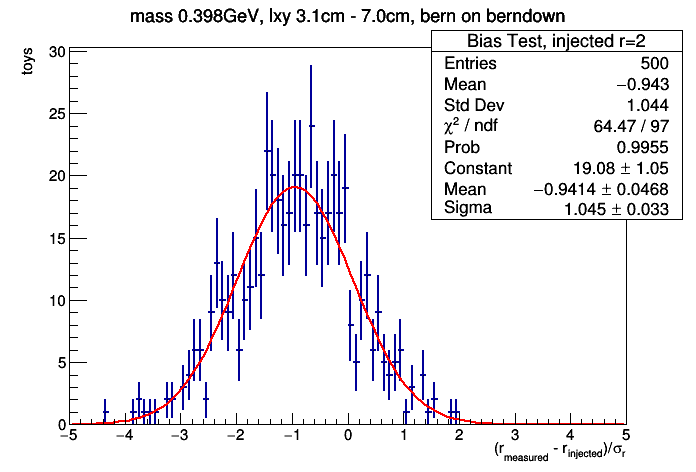 mass 0.398GeV, lxy 3.1cm - 7.0cm, bern on berndown
toys
Bias Test, injected r=2
Entries 500
Mean −0.943
Std Dev 1.044
χ² / ndf 64.47 / 97
Prob 0.9955
Constant 19.08 ± 1.05
Mean −0.9414 ± 0.0468
Sigma 1.045 ± 0.033
30
25
20
15
10
5
0
−5 −4 −3 −2 −1 0 1 2 3 4 5
(r_measured - r_injected)/σ_r